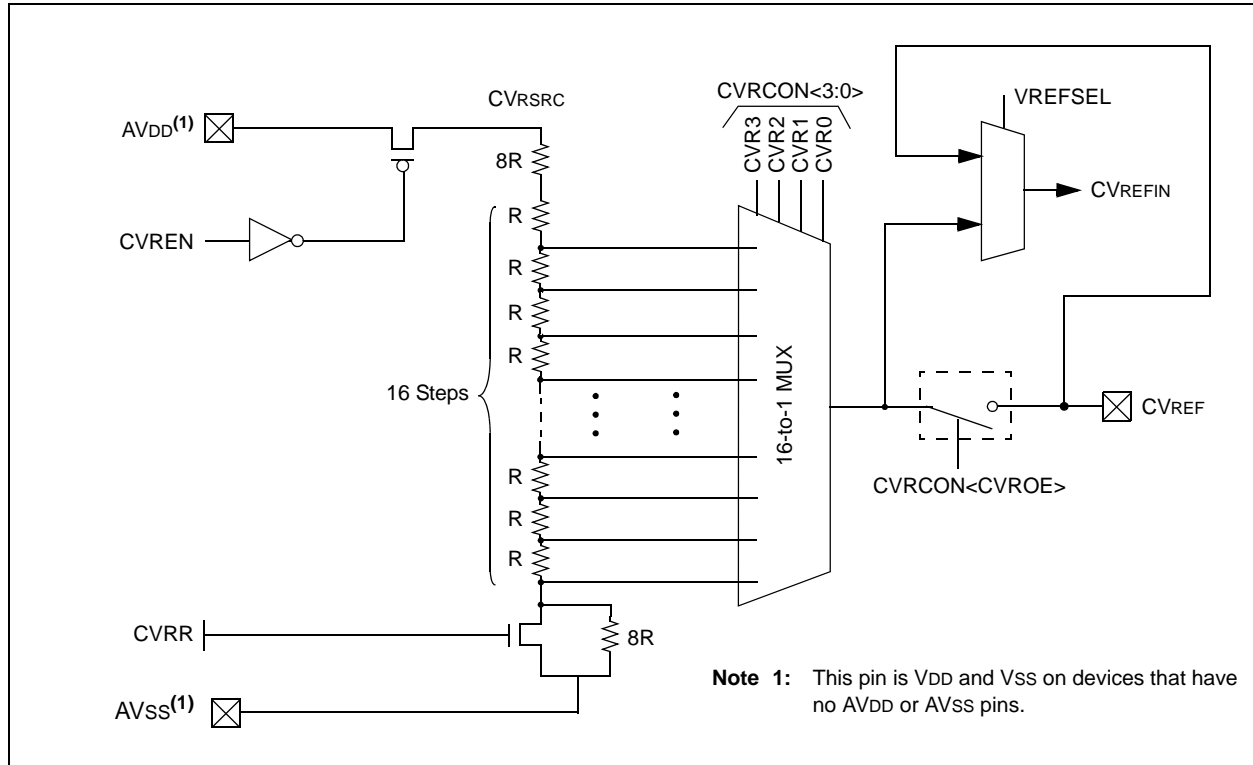 CVRCON<3:0>
CVRSRC
VREFSEL
AVDD(1)
CVR3
CVR2
CVR1
CVR0
8R
CVREFIN
R
CVREN
R
R
R
16 Steps
16-to-1 MUX
CVREF
R
CVRCON<CVROE>
R
R
CVRR
8R
Note 1: This pin is VDD and VSS on devices that have
no AVDD or AVSS pins.
AVSS(1)